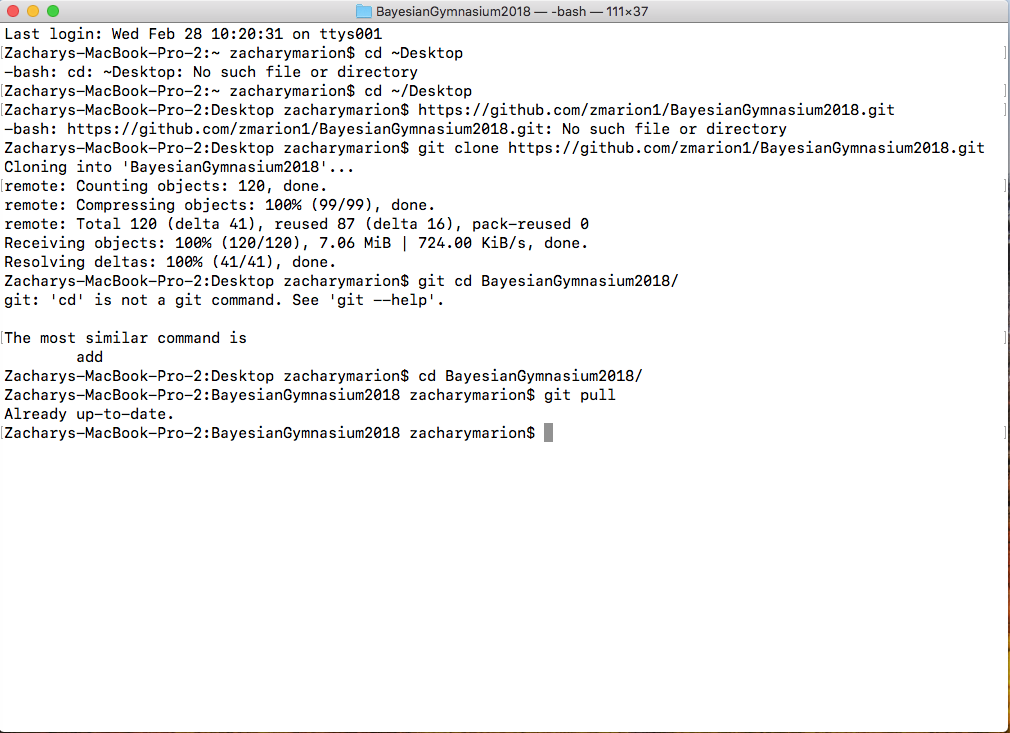 BayesianGymnasium2018 — -bash — 111×37
Last login: Wed Feb 28 10:20:31 on ttys001
[Zacharys-MacBook-Pro-2:~ zacharymarion$ cd ~Desktop ]
-bash: cd: ~Desktop: No such file or directory
[Zacharys-MacBook-Pro-2:~ zacharymarion$ cd ~/Desktop ]
[Zacharys-MacBook-Pro-2:Desktop zacharymarion$ https://github.com/zmarion1/BayesianGymnasium2018.git ]
-bash: https://github.com/zmarion1/BayesianGymnasium2018.git: No such file or directory
Zacharys-MacBook-Pro-2:Desktop zacharymarion$ git clone https://github.com/zmarion1/BayesianGymnasium2018.git
Cloning into 'BayesianGymnasium2018'...
[remote: Counting objects: 120, done. ]
remote: Compressing objects: 100% (99/99), done.
remote: Total 120 (delta 41), reused 87 (delta 16), pack-reused 0
Receiving objects: 100% (120/120), 7.06 MiB | 724.00 KiB/s, done.
Resolving deltas: 100% (41/41), done.
Zacharys-MacBook-Pro-2:Desktop zacharymarion$ git cd BayesianGymnasium2018/
git: 'cd' is not a git command. See 'git --help'.
[The most similar command is ]
add
Zacharys-MacBook-Pro-2:Desktop zacharymarion$ cd BayesianGymnasium2018/
Zacharys-MacBook-Pro-2:BayesianGymnasium2018 zacharymarion$ git pull
Already up-to-date.
[Zacharys-MacBook-Pro-2:BayesianGymnasium2018 zacharymarion$ ]